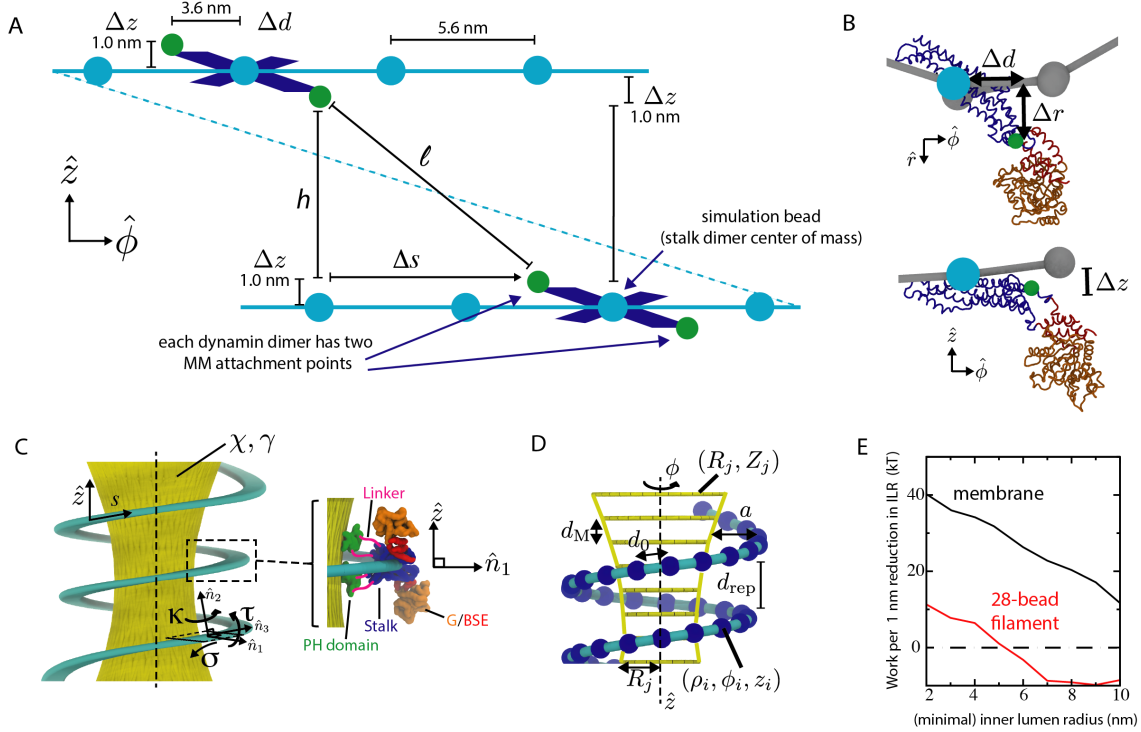 A
Δz
1.0 nm
3.6 nm
Δd
5.6 nm
Δz
1.0 nm
ẑ
ϕ̂
h
ℓ
Δs
Δz
1.0 nm
simulation bead
(stalk dimer center of mass)
each dynamin dimer has two
MM attachment points
B
Δd
Δr
ϕ̂
r̂
Δz
ẑ
ϕ̂
C
χ, γ
ẑ
s
n̂₂
κ
τ
n̂₃
n̂₁
σ
Linker
ẑ
n̂₁
Stalk
G/BSE
PH domain
D
ϕ
(Rⱼ, Zⱼ)
a
d_M
d₀
d_rep
Rⱼ
(ρᵢ, ϕᵢ, zᵢ)
ẑ
E
Work per 1 nm reduction in ILR (kT)
40
20
10
0
membrane
28-bead
filament
2
4
6
8
10
(minimal) inner lumen radius (nm)